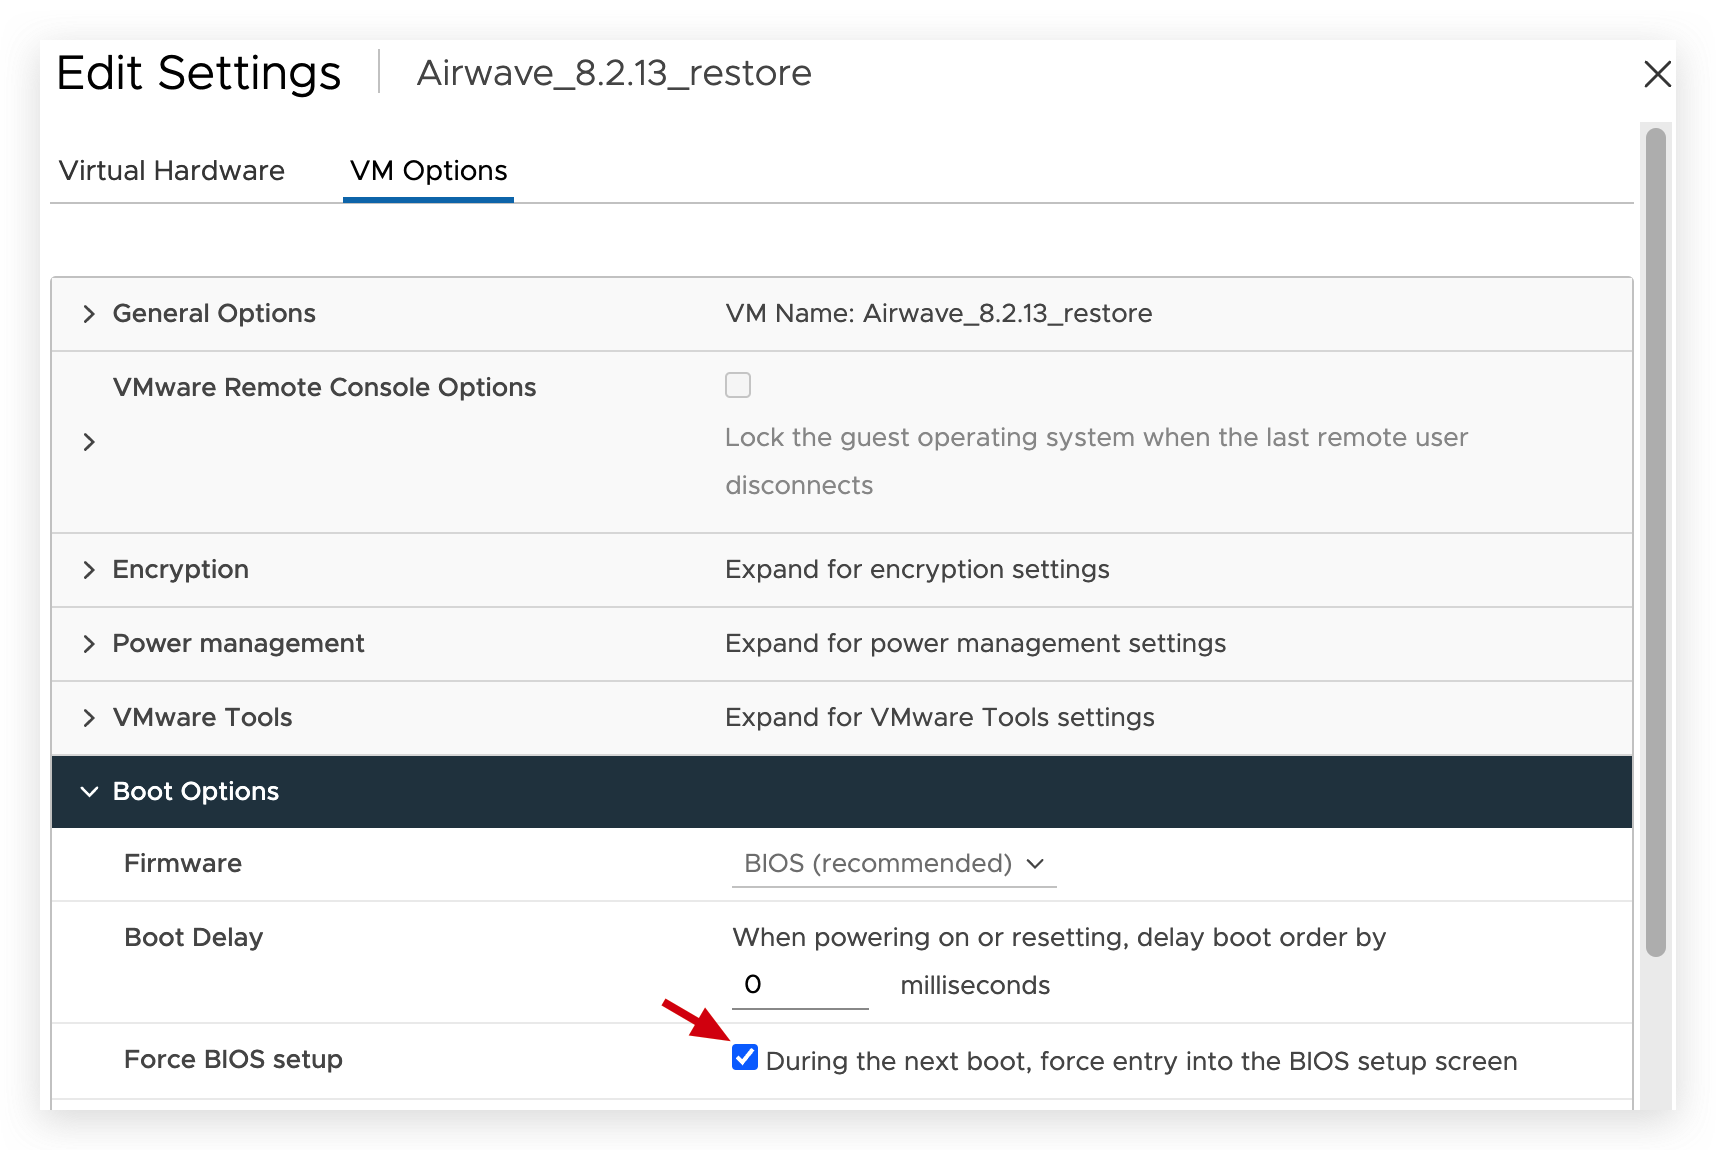 Edit Settings
Airwave_8.2.13_restore
Virtual Hardware
VM Options
General Options
VM Name: Airwave_8.2.13_restore
VMware Remote Console Options
Lock the guest operating system when the last remote user
disconnects
Encryption
Expand for encryption settings
Power management
Expand for power management settings
VMware Tools
Expand for VMware Tools settings
Boot Options
Firmware
BIOS (recommended)
Boot Delay
When powering on or resetting, delay boot order by
0
milliseconds
Force BIOS setup
During the next boot, force entry into the BIOS setup screen